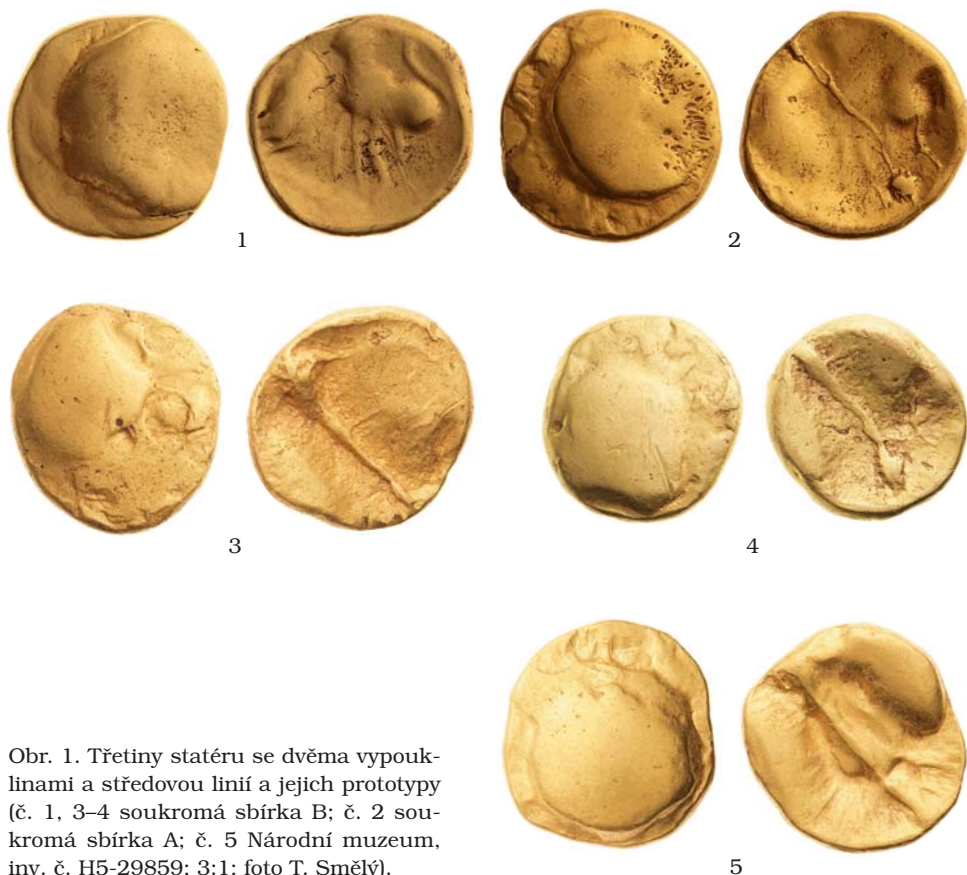 1
2
3
4
Obr. 1. Třetiny statéru se dvěma vypouk-
linami a středovou linií a jejich prototypy
(č. 1, 3–4 soukromá sbírka B; č. 2 sou-
kromá sbírka A; č. 5 Národní muzeum,
inv. č. H5-29859; 3:1; foto T. Smělý).
5